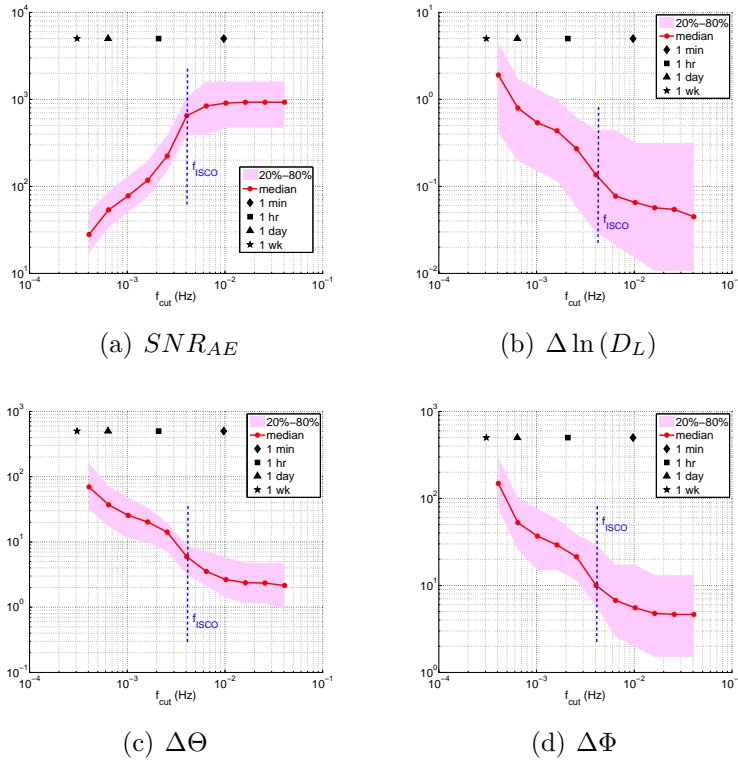 10^5
10^4
10^3
10^2
10^1
10^-4
10^-3
10^-2
10^-1
f_cut (Hz)
f_ISCO
20%−80%
median
1 min
1 hr
1 day
1 wk
(a) SNR_AE
10^1
10^0
10^-1
10^-2
10^-4
10^-3
10^-2
10^-1
f_cut (Hz)
f_ISCO
20%−80%
median
1 min
1 hr
1 day
1 wk
(b) Δ ln (D_L)
10^3
10^2
10^1
10^0
10^-1
10^-4
10^-3
10^-2
10^-1
f_cut (Hz)
f_ISCO
20%−80%
median
1 min
1 hr
1 day
1 wk
(c) ΔΘ
10^3
10^2
10^1
10^0
10^-4
10^-3
10^-2
10^-1
f_cut (Hz)
f_ISCO
20%−80%
median
1 min
1 hr
1 day
1 wk
(d) ΔΦ